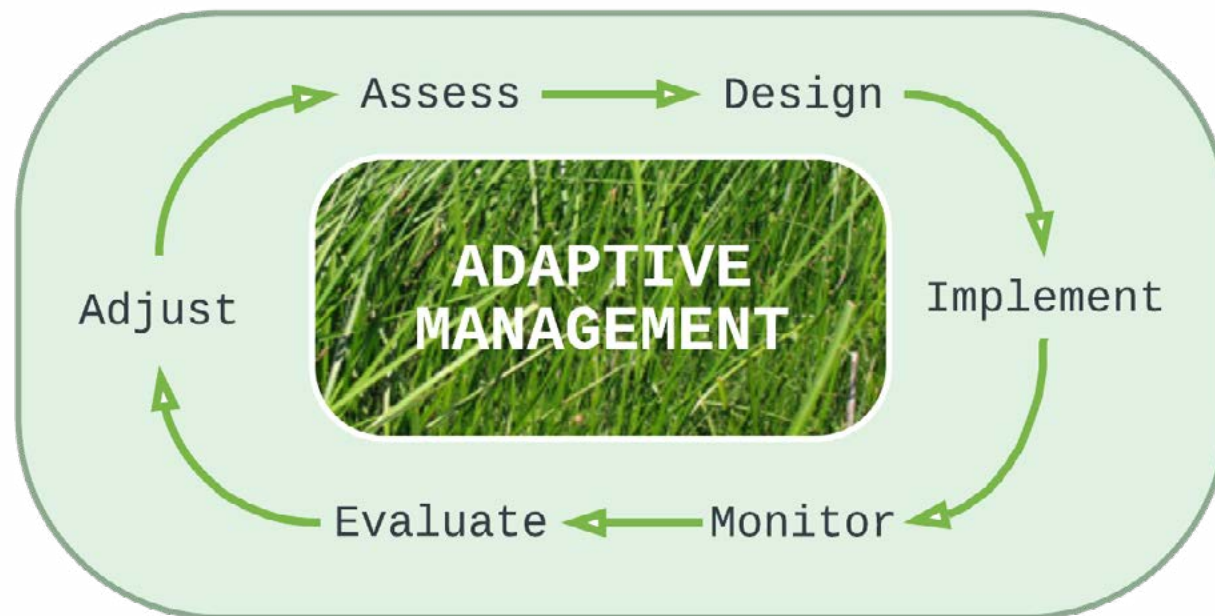 Assess
Design
Implement
Monitor
Evaluate
Adjust
ADAPTIVE
MANAGEMENT